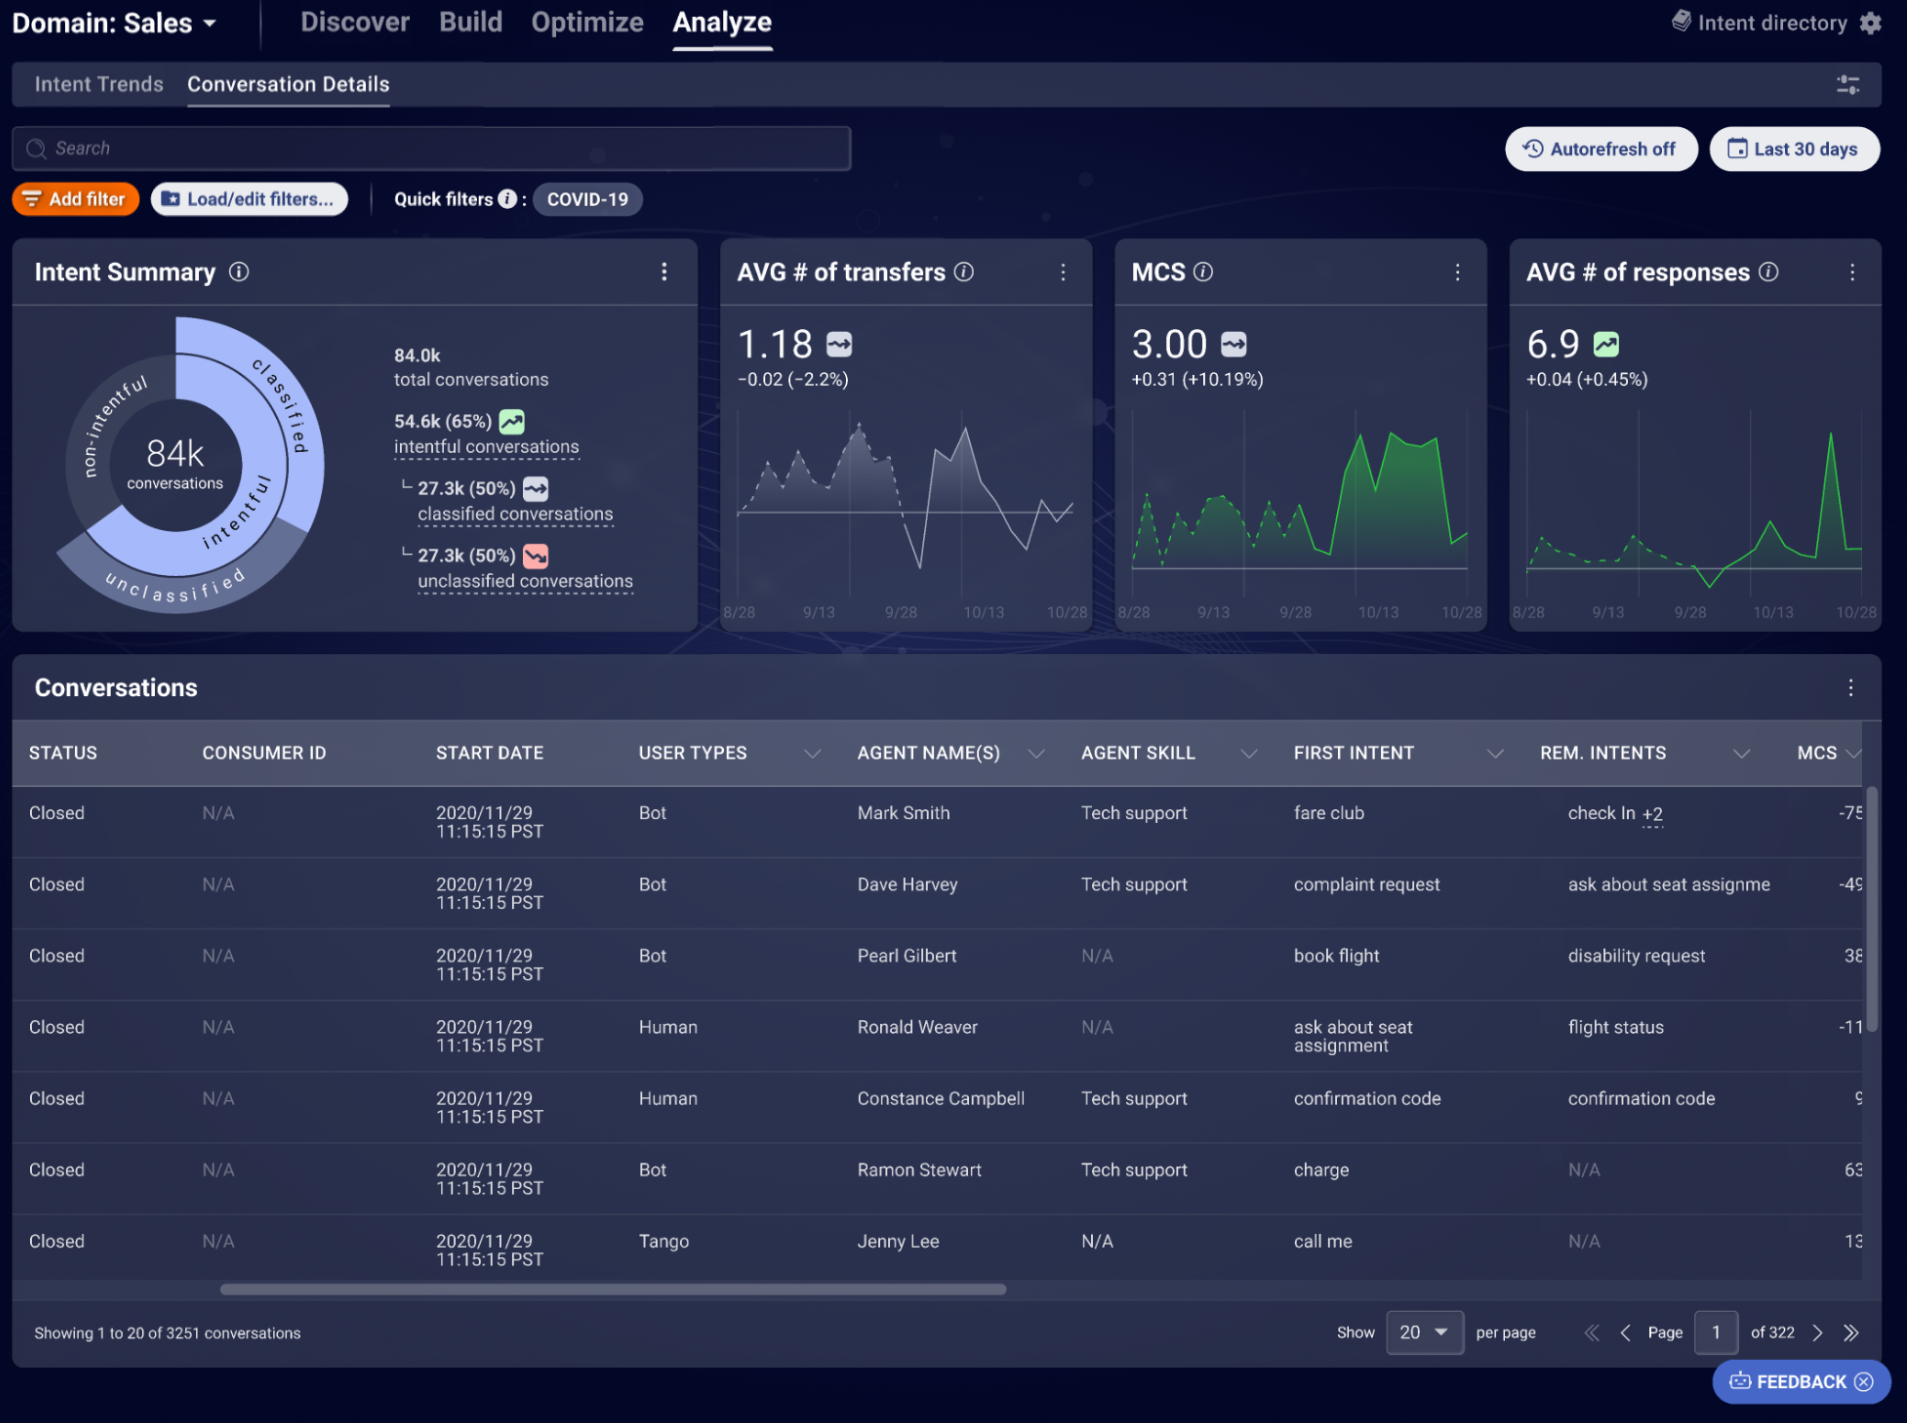 Domain: Sales
Discover Build Optimize Analyze
Intent directory
Intent Trends Conversation Details
Search
Autorefresh off
Last 30 days
Add filter
Load/edit filters...
Quick filters i :
COVID-19
Intent Summary
84k
conversations
non-intentful
classified
intentful
unclassified
84.0k
total conversations
54.6k (65%)
intentful conversations
27.3k (50%)
classified conversations
27.3k (50%)
unclassified conversations
AVG # of transfers
1.18
−0.02 (−2.2%)
8/28 9/13 9/28 10/13 10/28
MCS
3.00
+0.31 (+10.19%)
8/28 9/13 9/28 10/13 10/28
AVG # of responses
6.9
+0.04 (+0.45%)
8/28 9/13 9/28 10/13 10/28
Conversations
STATUS CONSUMER ID START DATE USER TYPES AGENT NAME(S) AGENT SKILL FIRST INTENT REM. INTENTS MCS
Closed N/A 2020/11/29 Bot Mark Smith Tech support fare club check In +2 -75
11:15:15 PST
Closed N/A 2020/11/29 Bot Dave Harvey Tech support complaint request ask about seat assignme -49
11:15:15 PST
Closed N/A 2020/11/29 Bot Pearl Gilbert N/A book flight disability request 38
11:15:15 PST
Closed N/A 2020/11/29 Human Ronald Weaver N/A ask about seat flight status -11
11:15:15 PST assignment
Closed N/A 2020/11/29 Human Constance Campbell Tech support confirmation code confirmation code 9
11:15:15 PST
Closed N/A 2020/11/29 Bot Ramon Stewart Tech support charge N/A 63
11:15:15 PST
Closed N/A 2020/11/29 Tango Jenny Lee N/A call me N/A 13
11:15:15 PST
Showing 1 to 20 of 3251 conversations
Show 20 per page
Page 1 of 322
FEEDBACK